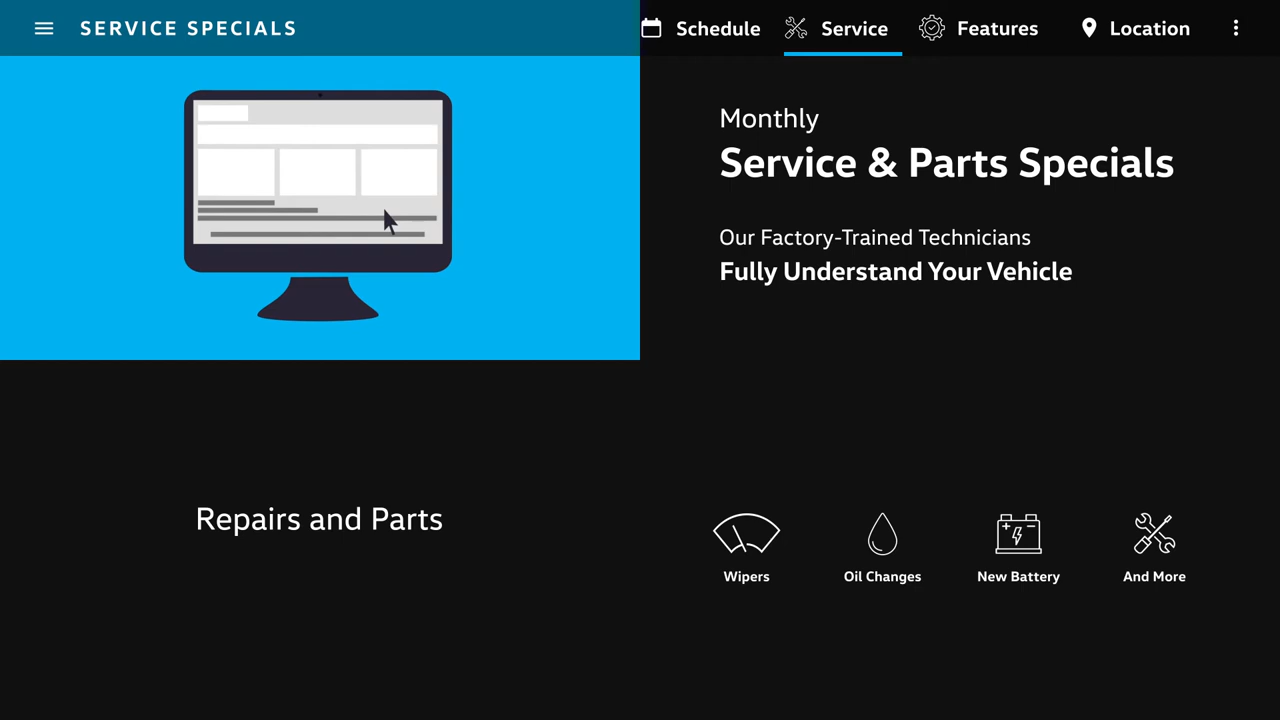 SERVICE SPECIALS
Schedule
Service
Features
Location
Monthly
Service & Parts Specials
Our Factory-Trained Technicians
Fully Understand Your Vehicle
Repairs and Parts
Wipers
Oil Changes
New Battery
And More